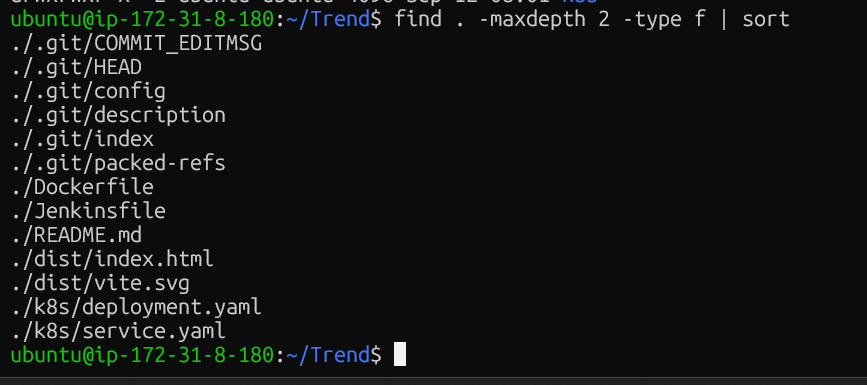 ubuntu@ip-172-31-8-180:~/Trend$ find . -maxdepth 2 -type f | sort
./.git/COMMIT_EDITMSG
./.git/HEAD
./.git/config
./.git/description
./.git/index
./.git/packed-refs
./Dockerfile
./Jenkinsfile
./README.md
./dist/index.html
./dist/vite.svg
./k8s/deployment.yaml
./k8s/service.yaml
ubuntu@ip-172-31-8-180:~/Trend$